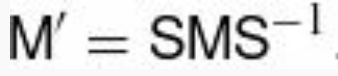 M′ = SMS⁻¹.